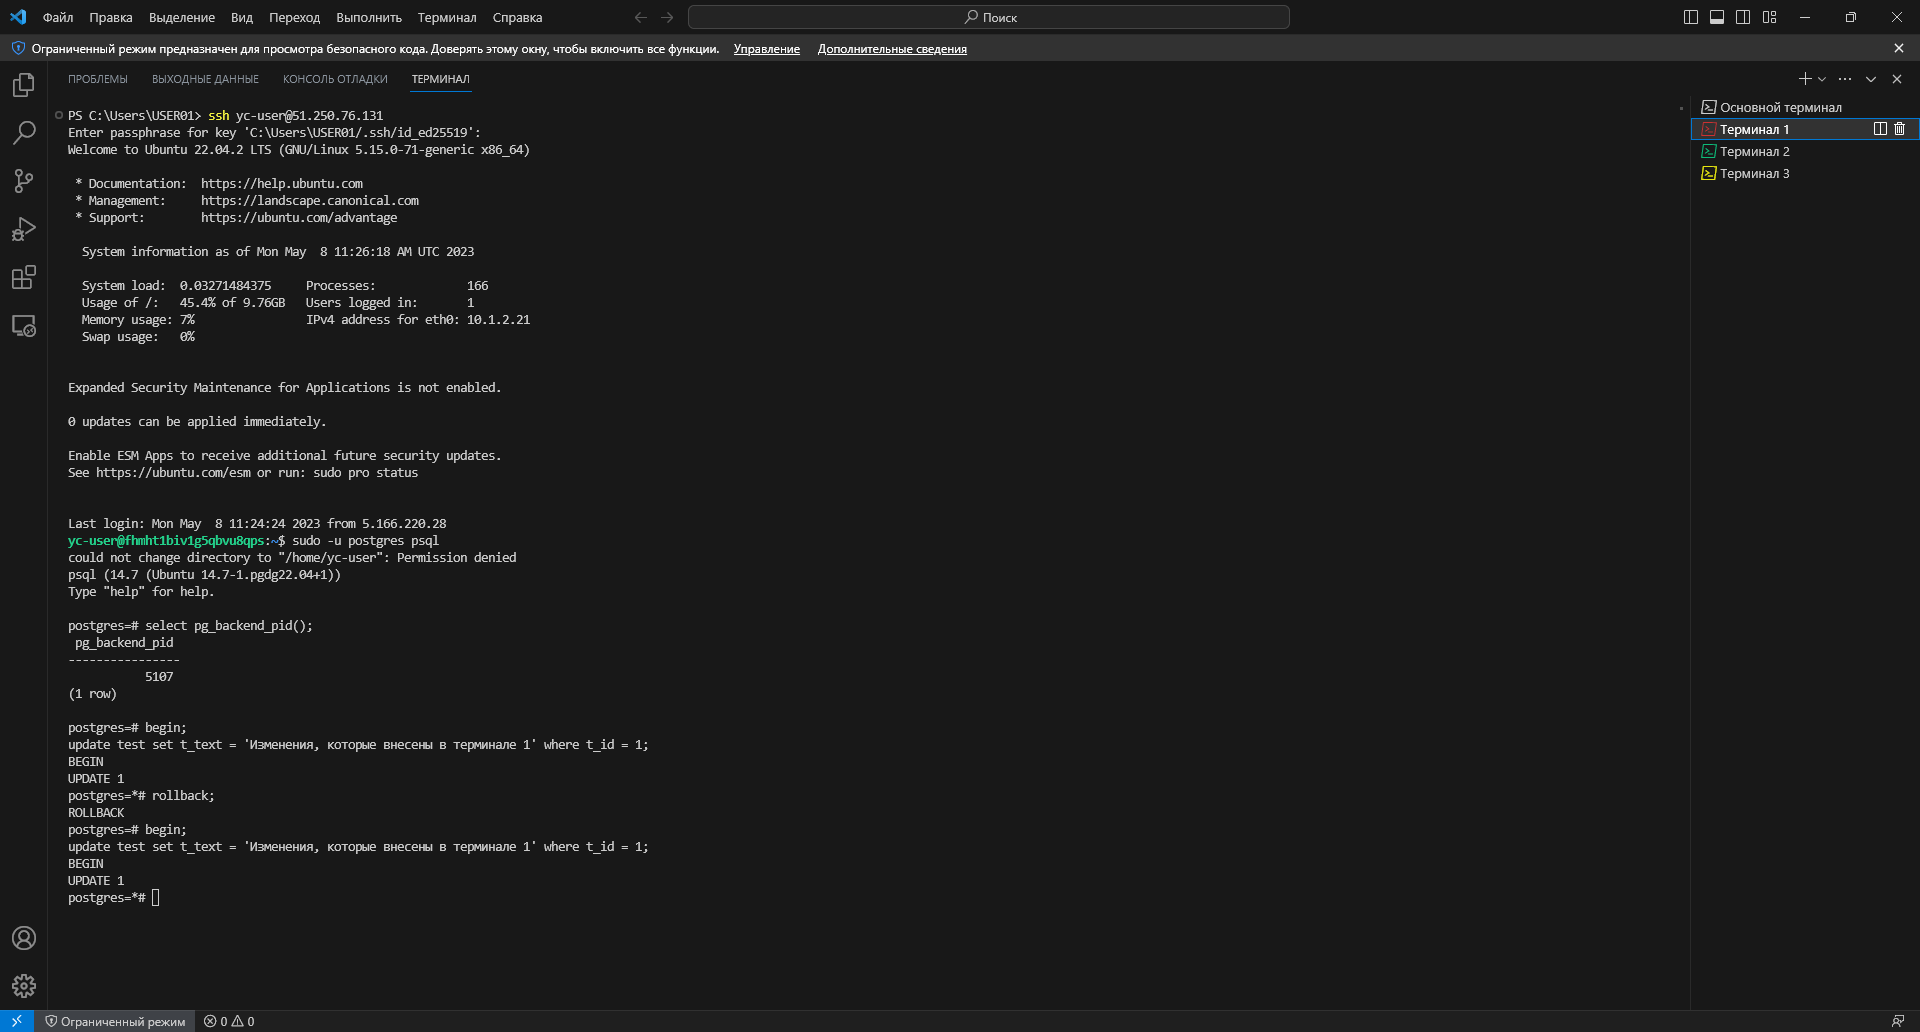 Файл Правка Выделение Вид Переход Выполнить Терминал Справка
Поиск
Ограниченный режим предназначен для просмотра безопасного кода. Доверять этому окну, чтобы включить все функции. Управление Дополнительные сведения
ПРОБЛЕМЫ ВЫХОДНЫЕ ДАННЫЕ КОНСОЛЬ ОТЛАДКИ ТЕРМИНАЛ
PS C:\Users\USER01> ssh yc-user@51.250.76.131
Enter passphrase for key 'C:\Users\USER01/.ssh/id_ed25519':
Welcome to Ubuntu 22.04.2 LTS (GNU/Linux 5.15.0-71-generic x86_64)
* Documentation: https://help.ubuntu.com
* Management: https://landscape.canonical.com
* Support: https://ubuntu.com/advantage
System information as of Mon May 8 11:26:18 AM UTC 2023
System load: 0.03271484375 Processes: 166
Usage of /: 45.4% of 9.76GB Users logged in: 1
Memory usage: 7% IPv4 address for eth0: 10.1.2.21
Swap usage: 0%
Expanded Security Maintenance for Applications is not enabled.
0 updates can be applied immediately.
Enable ESM Apps to receive additional future security updates.
See https://ubuntu.com/esm or run: sudo pro status
Last login: Mon May 8 11:24:24 2023 from 5.166.220.28
yc-user@fhmht1biv1g5qbvu8qps:~$ sudo -u postgres psql
could not change directory to "/home/yc-user": Permission denied
psql (14.7 (Ubuntu 14.7-1.pgdg22.04+1))
Type "help" for help.
postgres=# select pg_backend_pid();
pg_backend_pid
----------------
5107
(1 row)
postgres=# begin;
update test set t_text = 'Изменения, которые внесены в терминале 1' where t_id = 1;
BEGIN
UPDATE 1
postgres=*# rollback;
ROLLBACK
postgres=# begin;
update test set t_text = 'Изменения, которые внесены в терминале 1' where t_id = 1;
BEGIN
UPDATE 1
postgres=*#
Основной терминал
Терминал 1
Терминал 2
Терминал 3
Ограниченный режим 0 0